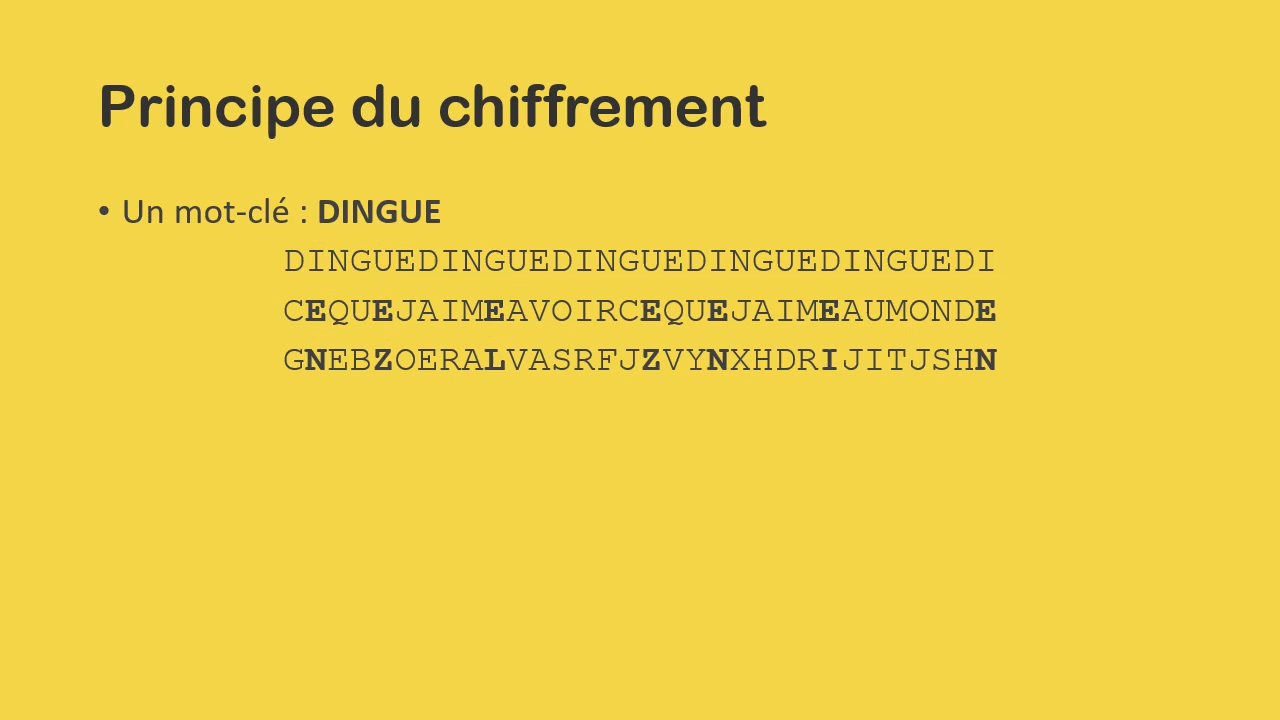 Principe du chiffrement
• Un mot-clé : DINGUE
DINGUEDINGUEDINGUEDINGUEDINGUEDI
CEQUEJAIMEAVOIRCEQUEJAIMEAUMONDE
GNEBZOERALVASRFJZVYNXHDRIJITJSHN